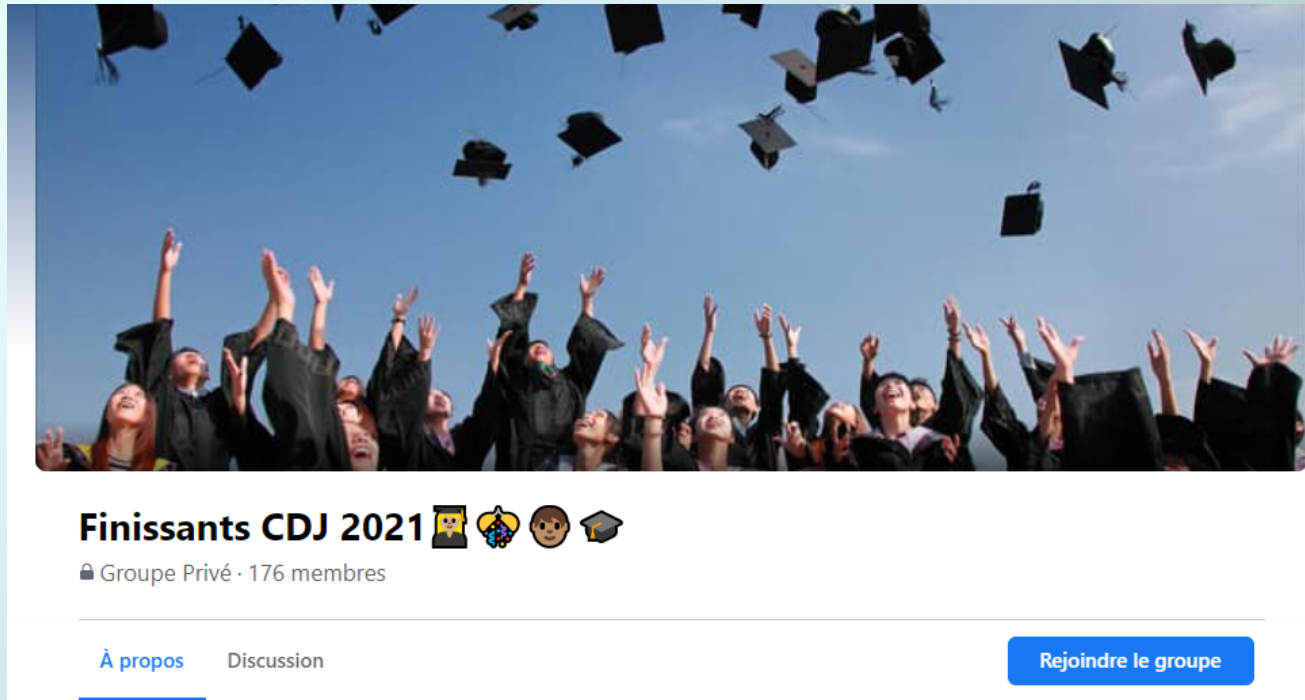 Finissants CDJ 2021
Groupe Privé · 176 membres
À propos
Discussion
Rejoindre le groupe